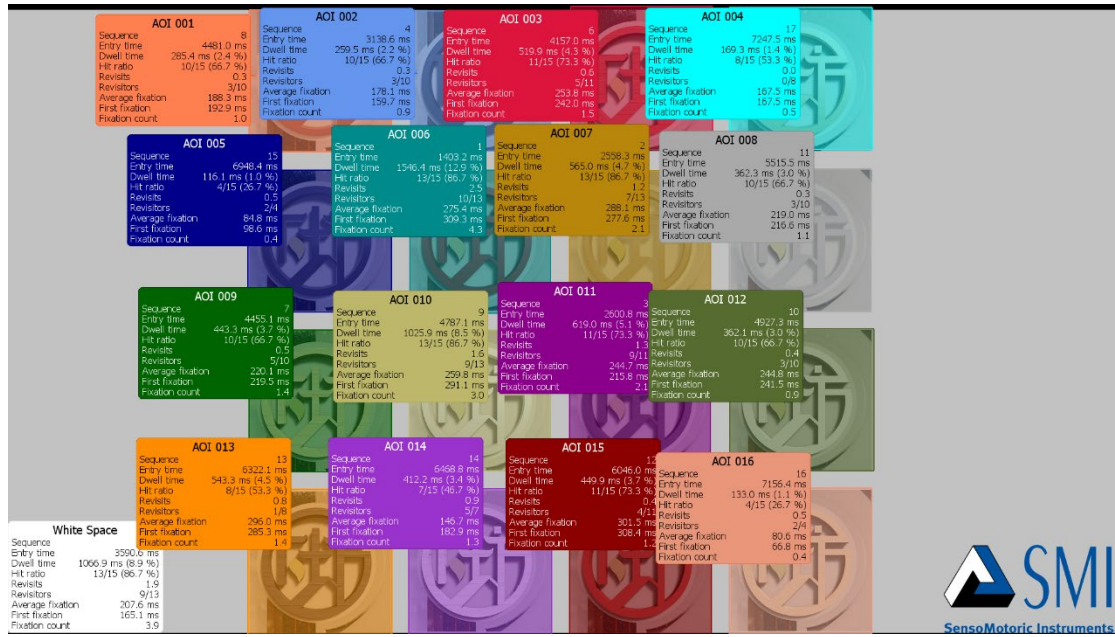 AOI 001
Sequence 8
Entry time 4481.0 ms
Dwell time 285.4 ms (2.4 %)
Hit ratio 10/15 (66.7 %)
Revisits 0.3
Revisitors 3/10
Average fixation 188.3 ms
First fixation 192.9 ms
Fixation count 1.0
AOI 002
Sequence 4
Entry time 3138.6 ms
Dwell time 259.5 ms (2.2 %)
Hit ratio 10/15 (66.7 %)
Revisits 0.3
Revisitors 3/10
Average fixation 178.1 ms
First fixation 159.7 ms
Fixation count 0.9
AOI 003
Sequence 6
Entry time 4157.0 ms
Dwell time 519.9 ms (4.3 %)
Hit ratio 11/15 (73.3 %)
Revisits 0.6
Revisitors 5/11
Average fixation 253.8 ms
First fixation 242.0 ms
Fixation count 1.5
AOI 004
Sequence 17
Entry time 7247.5 ms
Dwell time 169.3 ms (1.4 %)
Hit ratio 8/15 (53.3 %)
Revisits 0.0
Revisitors 0/8
Average fixation 167.5 ms
First fixation 167.5 ms
Fixation count 0.5
AOI 005
Sequence 15
Entry time 6948.4 ms
Dwell time 116.1 ms (1.0 %)
Hit ratio 4/15 (26.7 %)
Revisits 0.5
Revisitors 2/4
Average fixation 84.8 ms
First fixation 98.6 ms
Fixation count 0.4
AOI 006
Sequence 1
Entry time 1403.2 ms
Dwell time 1546.4 ms (12.9 %)
Hit ratio 13/15 (86.7 %)
Revisits 2.5
Revisitors 10/13
Average fixation 275.4 ms
First fixation 309.3 ms
Fixation count 4.3
AOI 007
Sequence 2
Entry time 2558.3 ms
Dwell time 565.0 ms (4.7 %)
Hit ratio 13/15 (86.7 %)
Revisits 1.2
Revisitors 7/13
Average fixation 288.1 ms
First fixation 277.6 ms
Fixation count 2.1
AOI 008
Sequence 11
Entry time 5515.5 ms
Dwell time 362.3 ms (3.0 %)
Hit ratio 10/15 (66.7 %)
Revisits 0.3
Revisitors 3/10
Average fixation 219.0 ms
First fixation 216.6 ms
Fixation count 1.1
AOI 009
Sequence 7
Entry time 4455.1 ms
Dwell time 443.3 ms (3.7 %)
Hit ratio 10/15 (66.7 %)
Revisits 0.5
Revisitors 5/10
Average fixation 220.1 ms
First fixation 219.5 ms
Fixation count 1.4
AOI 010
Sequence 9
Entry time 4787.1 ms
Dwell time 1025.9 ms (8.5 %)
Hit ratio 13/15 (86.7 %)
Revisits 1.6
Revisitors 9/13
Average fixation 259.8 ms
First fixation 291.1 ms
Fixation count 3.0
AOI 011
Sequence 3
Entry time 2600.8 ms
Dwell time 619.0 ms (5.1 %)
Hit ratio 11/15 (73.3 %)
Revisits 1.3
Revisitors 9/11
Average fixation 244.7 ms
First fixation 215.8 ms
Fixation count 2.1
AOI 012
Sequence 10
Entry time 4927.3 ms
Dwell time 362.1 ms (3.0 %)
Hit ratio 10/15 (66.7 %)
Revisits 0.4
Revisitors 3/10
Average fixation 244.8 ms
First fixation 241.5 ms
Fixation count 0.9
AOI 013
Sequence 13
Entry time 6322.1 ms
Dwell time 543.3 ms (4.5 %)
Hit ratio 8/15 (53.3 %)
Revisits 0.8
Revisitors 1/8
Average fixation 296.0 ms
First fixation 285.3 ms
Fixation count 1.4
AOI 014
Sequence 14
Entry time 6468.8 ms
Dwell time 412.2 ms (3.4 %)
Hit ratio 7/15 (46.7 %)
Revisits 0.9
Revisitors 5/7
Average fixation 146.7 ms
First fixation 182.9 ms
Fixation count 1.3
AOI 015
Sequence 12
Entry time 6046.0 ms
Dwell time 449.9 ms (3.7 %)
Hit ratio 11/15 (73.3 %)
Revisits 0.4
Revisitors 4/11
Average fixation 301.5 ms
First fixation 308.4 ms
Fixation count 1.2
AOI 016
Sequence 16
Entry time 7156.4 ms
Dwell time 133.0 ms (1.1 %)
Hit ratio 4/15 (26.7 %)
Revisits 0.5
Revisitors 2/4
Average fixation 80.6 ms
First fixation 66.8 ms
Fixation count 0.4
White Space
Sequence
Entry time 3590.6 ms
Dwell time 1066.9 ms (8.9 %)
Hit ratio 13/15 (86.7 %)
Revisits 1.9
Revisitors 9/13
Average fixation 207.6 ms
First fixation 165.1 ms
Fixation count 3.9
SMI
SensoMotoric Instruments